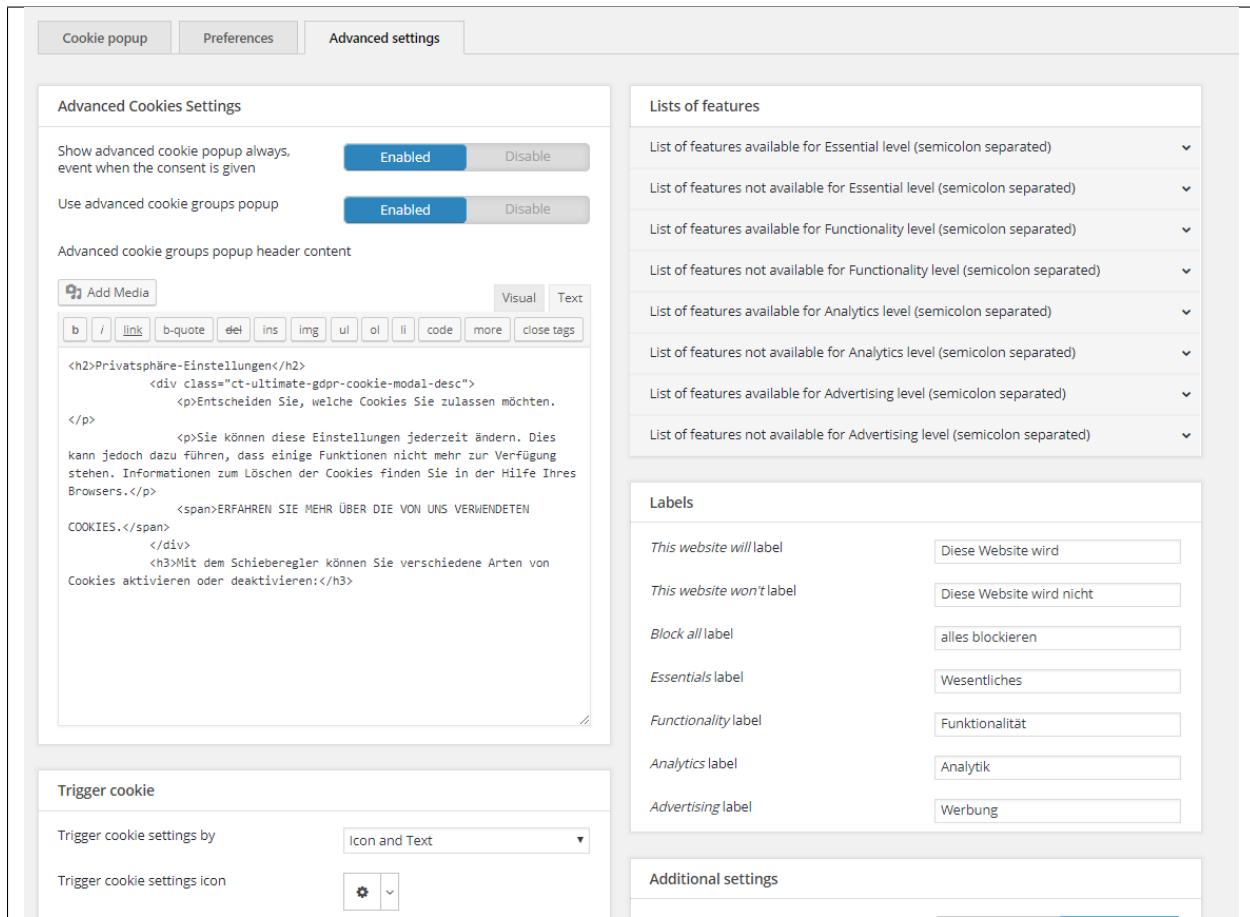 Cookie popup
Preferences
Advanced settings
Advanced Cookies Settings
Show advanced cookie popup always,
event when the consent is given
Enabled
Disable
Use advanced cookie groups popup
Enabled
Disable
Advanced cookie groups popup header content
Add Media
Visual
Text
b
i
link
b-quote
del
ins
img
ul
ol
li
code
more
close tags
<h2>Privatsphäre-Einstellungen</h2>
<div class="ct-ultimate-gdpr-cookie-modal-desc">
<p>Entscheiden Sie, welche Cookies Sie zulassen möchten.
</p>
<p>Sie können diese Einstellungen jederzeit ändern. Dies
kann jedoch dazu führen, dass einige Funktionen nicht mehr zur Verfügung
stehen. Informationen zum Löschen der Cookies finden Sie in der Hilfe Ihres
Browsers.</p>
<span>ERFAHREN SIE MEHR ÜBER DIE VON UNS VERWENDETEN
COOKIES.</span>
</div>
<h3>Mit dem Schieberegler können Sie verschiedene Arten von
Cookies aktivieren oder deaktivieren:</h3>
Trigger cookie
Trigger cookie settings by
Icon and Text
Trigger cookie settings icon
Lists of features
List of features available for Essential level (semicolon separated)
List of features not available for Essential level (semicolon separated)
List of features available for Functionality level (semicolon separated)
List of features not available for Functionality level (semicolon separated)
List of features available for Analytics level (semicolon separated)
List of features not available for Analytics level (semicolon separated)
List of features available for Advertising level (semicolon separated)
List of features not available for Advertising level (semicolon separated)
Labels
This website will label
Diese Website wird
This website won't label
Diese Website wird nicht
Block all label
alles blockieren
Essentials label
Wesentliches
Functionality label
Funktionalität
Analytics label
Analytik
Advertising label
Werbung
Additional settings